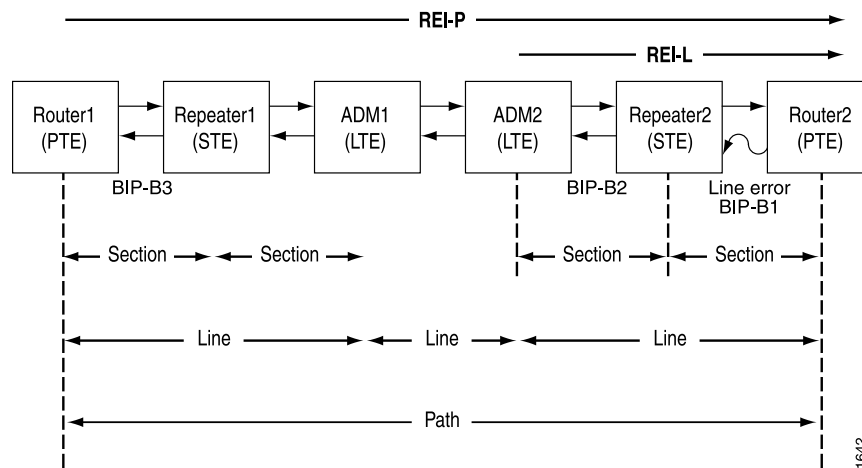 REI-P
REI-L
Router1
(PTE)
Repeater1
(STE)
ADM1
(LTE)
ADM2
(LTE)
Repeater2
(STE)
Router2
(PTE)
BIP-B3
BIP-B2
Line error
BIP-B1
Section
Section
Section
Section
Line
Line
Line
Path
1642